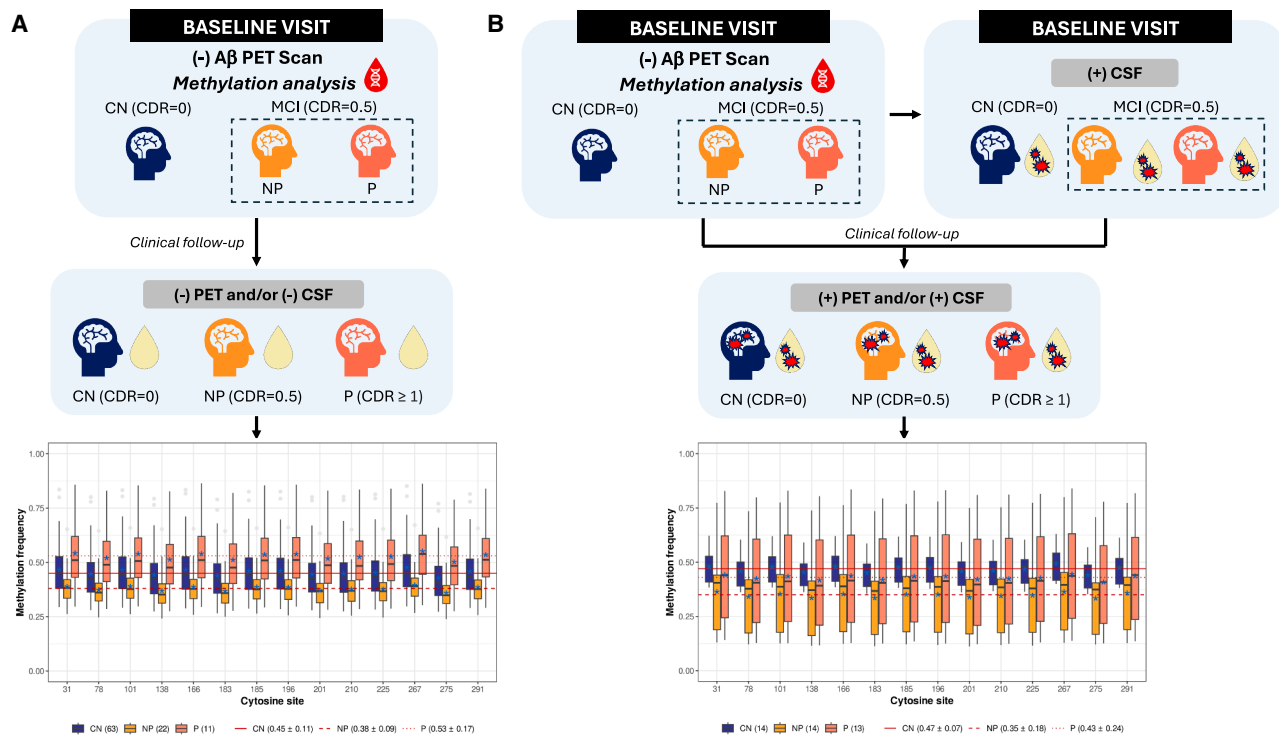 A
BASELINE VISIT
(-) Aβ PET Scan
Methylation analysis
CN (CDR=0)
MCI (CDR=0.5)
NP
P
Clinical follow-up
(-) PET and/or (-) CSF
CN (CDR=0)
NP (CDR=0.5)
P (CDR ≥ 1)
Methylation frequency
1.00
0.75
0.50
0.25
0.00
31 78 101 138 166 183 185 196 201 210 225 267 275 291
Cytosine site
CN (63) NP (22) P (11) CN (0.45 ± 0.11) NP (0.38 ± 0.09) P (0.53 ± 0.17)
B
BASELINE VISIT
(-) Aβ PET Scan
Methylation analysis
CN (CDR=0)
MCI (CDR=0.5)
NP
P
BASELINE VISIT
(+) CSF
CN (CDR=0)
MCI (CDR=0.5)
Clinical follow-up
(+) PET and/or (+) CSF
CN (CDR=0)
NP (CDR=0.5)
P (CDR ≥ 1)
Methylation frequency
1.00
0.75
0.50
0.25
0.00
31 78 101 138 166 183 185 196 201 210 225 267 275 291
Cytosine site
CN (14) NP (14) P (13) CN (0.47 ± 0.07) NP (0.35 ± 0.18) P (0.43 ± 0.24)